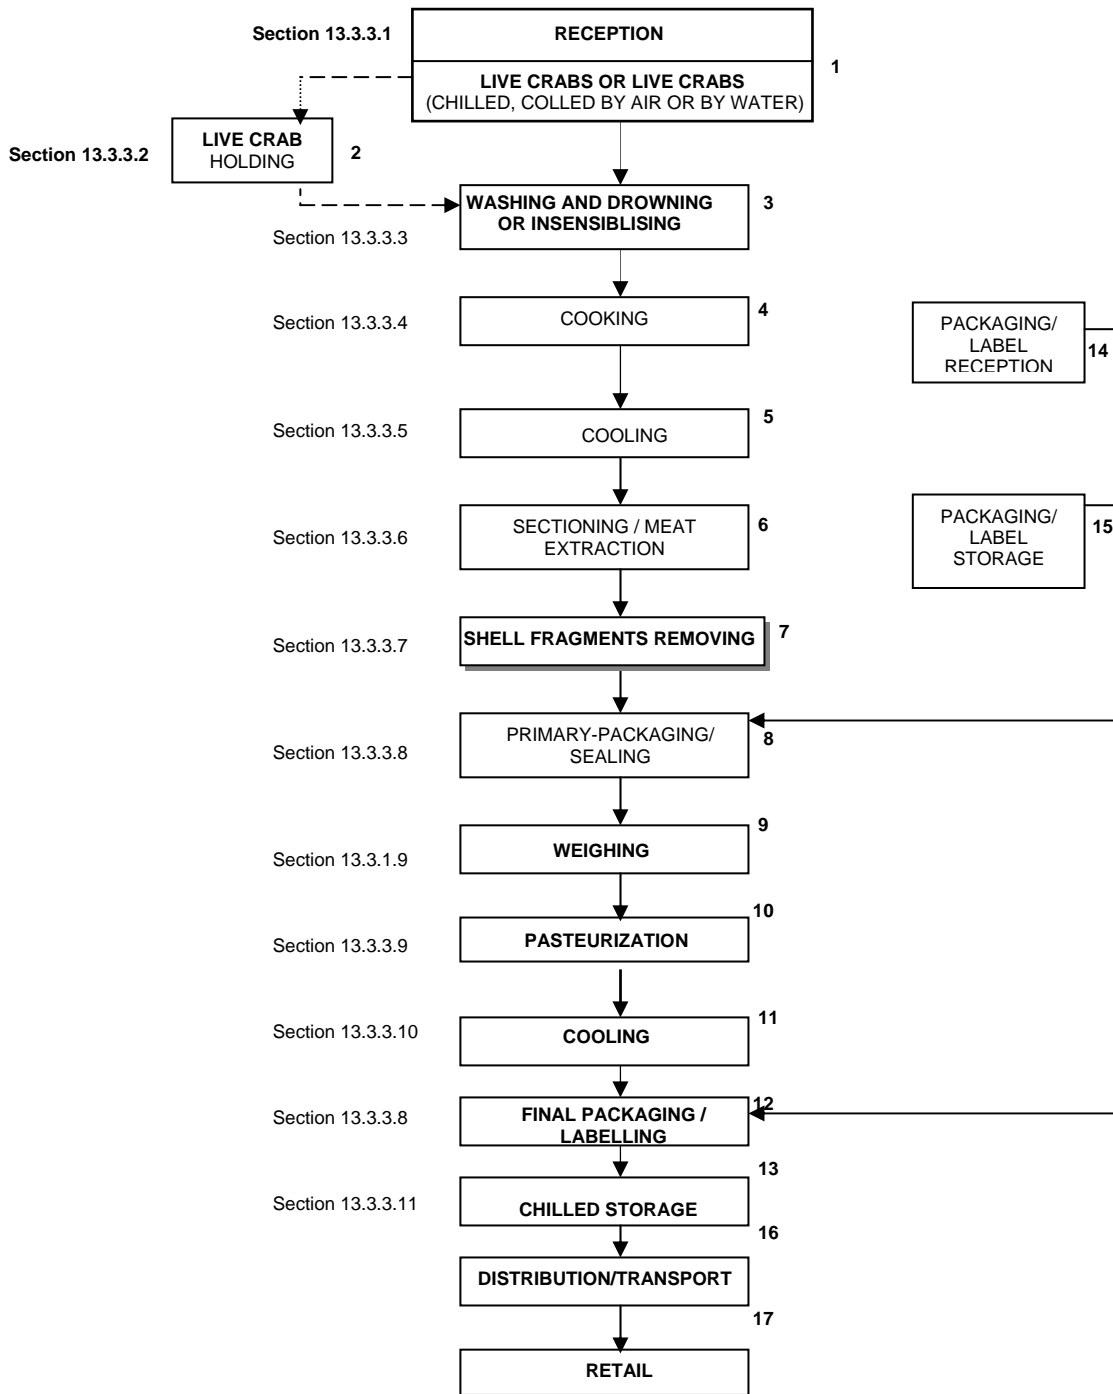 Section 13.3.3.1
RECEPTION
1
LIVE CRABS OR LIVE CRABS
(CHILLED, COLLED BY AIR OR BY WATER)
Section 13.3.3.2
LIVE CRAB
HOLDING
2
WASHING AND DROWNING
OR INSENSIBLISING
3
Section 13.3.3.3
Section 13.3.3.4
COOKING
4
PACKAGING/
LABEL
RECEPTION
14
Section 13.3.3.5
COOLING
5
Section 13.3.3.6
SECTIONING / MEAT
EXTRACTION
6
PACKAGING/
LABEL
STORAGE
15
Section 13.3.3.7
SHELL FRAGMENTS REMOVING
7
Section 13.3.3.8
PRIMARY-PACKAGING/
SEALING
8
Section 13.3.1.9
WEIGHING
9
Section 13.3.3.9
PASTEURIZATION
10
Section 13.3.3.10
COOLING
11
Section 13.3.3.8
FINAL PACKAGING /
LABELLING
12
Section 13.3.3.11
CHILLED STORAGE
13
DISTRIBUTION/TRANSPORT
16
RETAIL
17